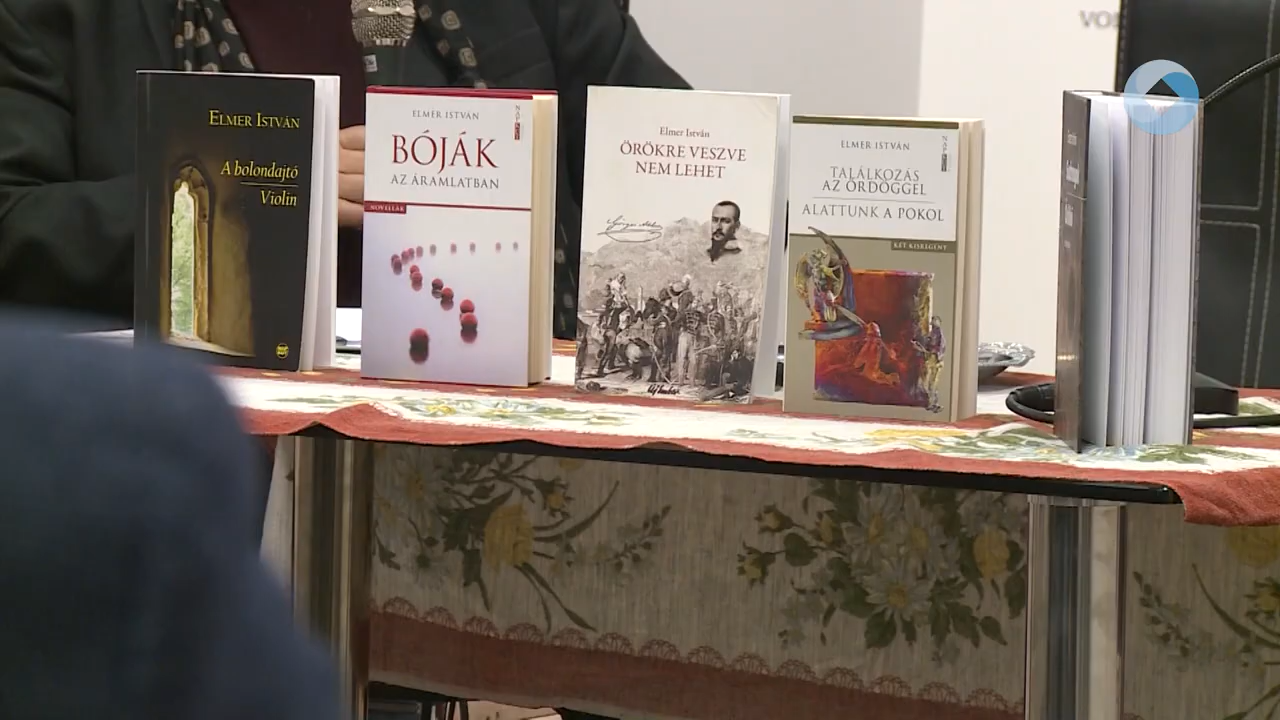 ELMER ISTVÁN
A bolondajtó
Violin
ELMER ISTVÁN
BÓJÁK
AZ ÁRAMLATBAN
NOVELLÁK
Elmer István
ÖRÖKRE VESZVE
NEM LEHET
ELMER ISTVÁN
TALÁLKOZÁS
AZ ÖRDÖGGEL
ALATTUNK A POKOL
KÉT KISREGÉNY